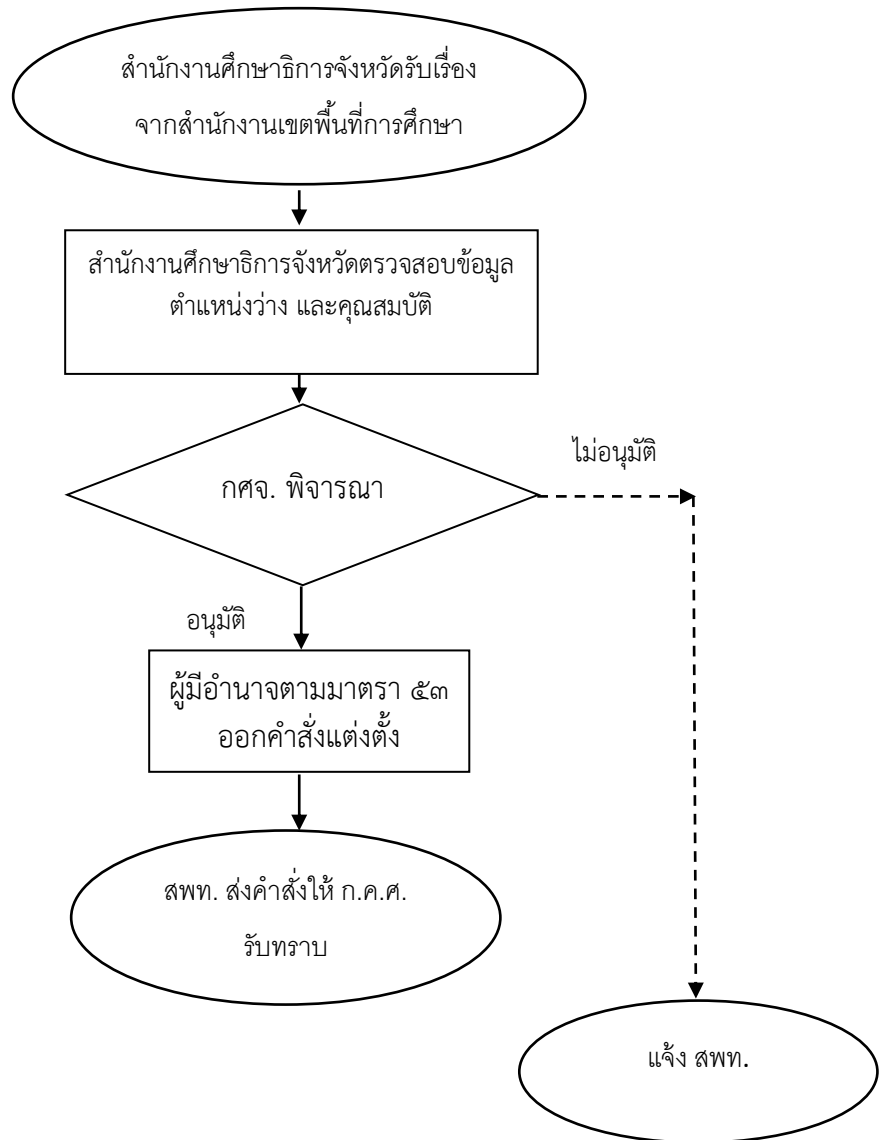 สำนักงานศึกษาธิการจังหวัดรับเรื่อง
จากสำนักงานเขตพื้นที่การศึกษา
สำนักงานศึกษาธิการจังหวัดตรวจสอบข้อมูล
ตำแหน่งว่าง และคุณสมบัติ
ไม่อนุมัติ
กศจ. พิจารณา
อนุมัติ
ผู้มีอำนาจตามมาตรา ๕๓
ออกคำสั่งแต่งตั้ง
สพท. ส่งคำสั่งให้ ก.ค.ศ.
รับทราบ
แจ้ง สพท.